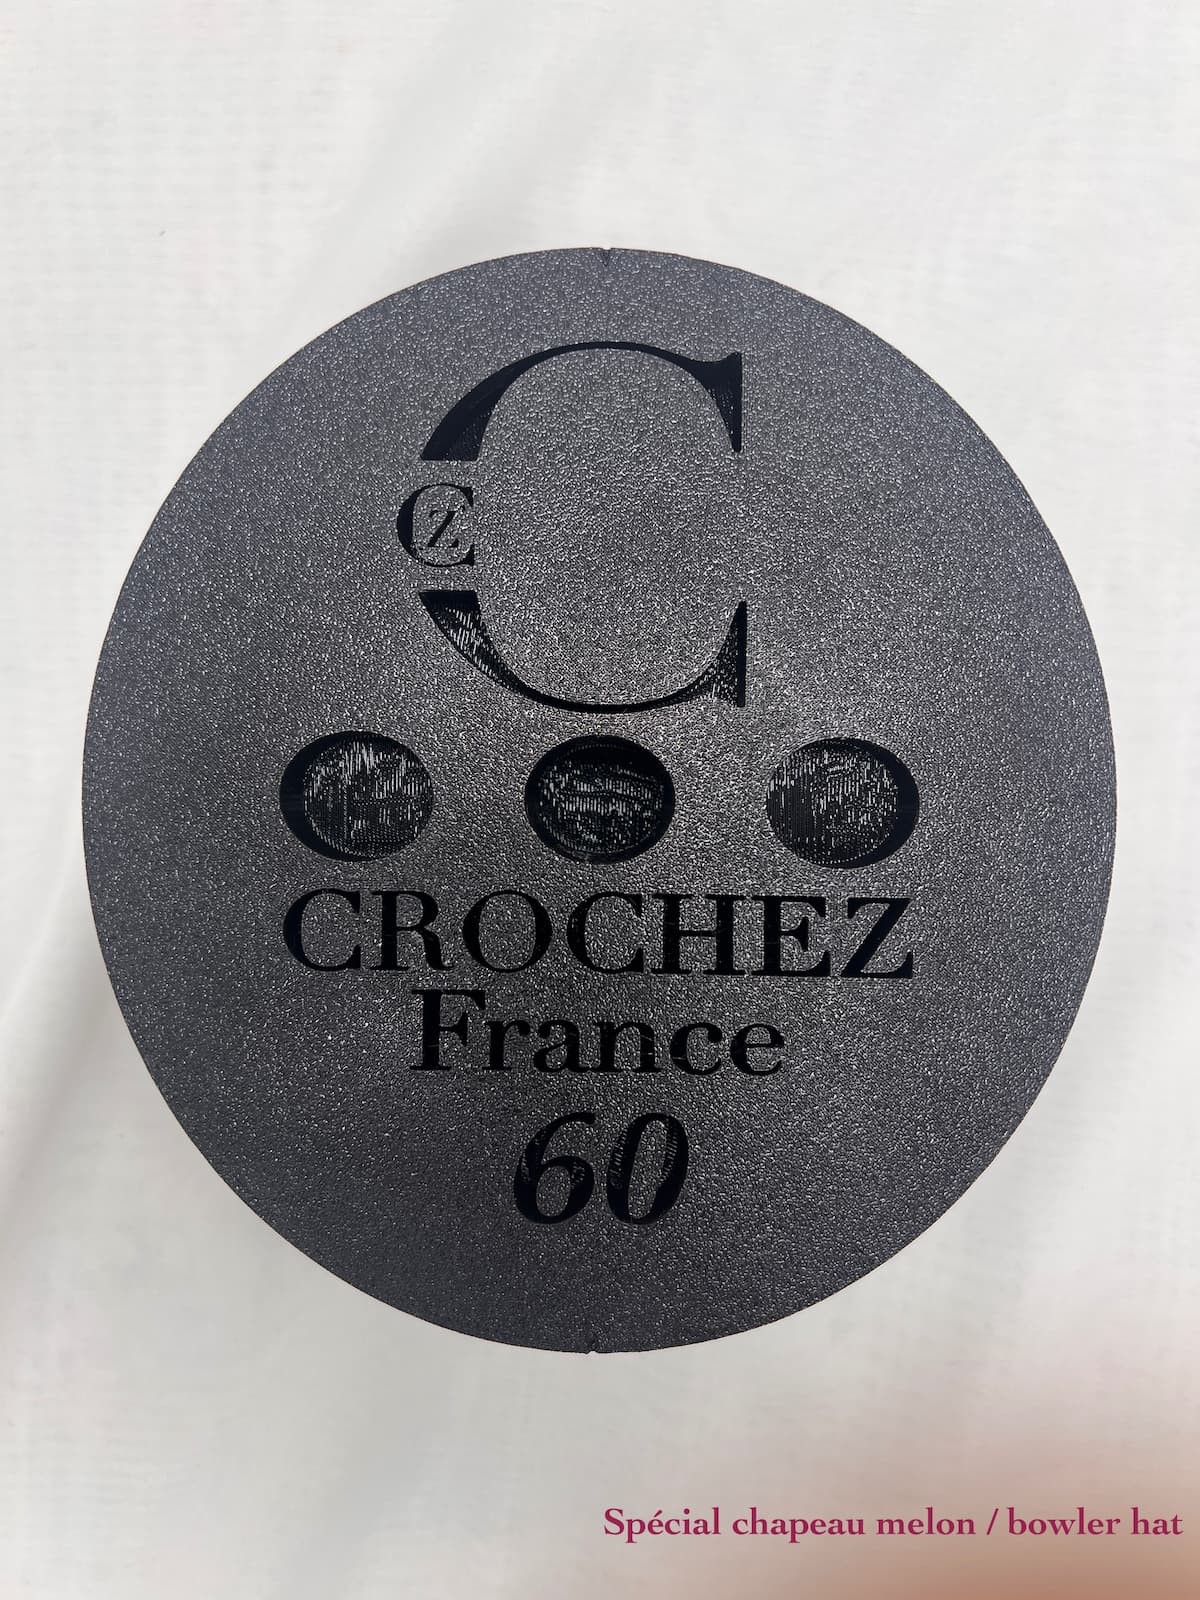 C
CZ
CROCHEZ
France
60
Spécial chapeau melon / bowler hat